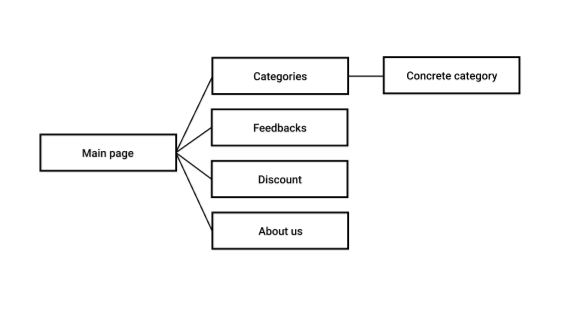 Main page
Categories
Concrete category
Feedbacks
Discount
About us